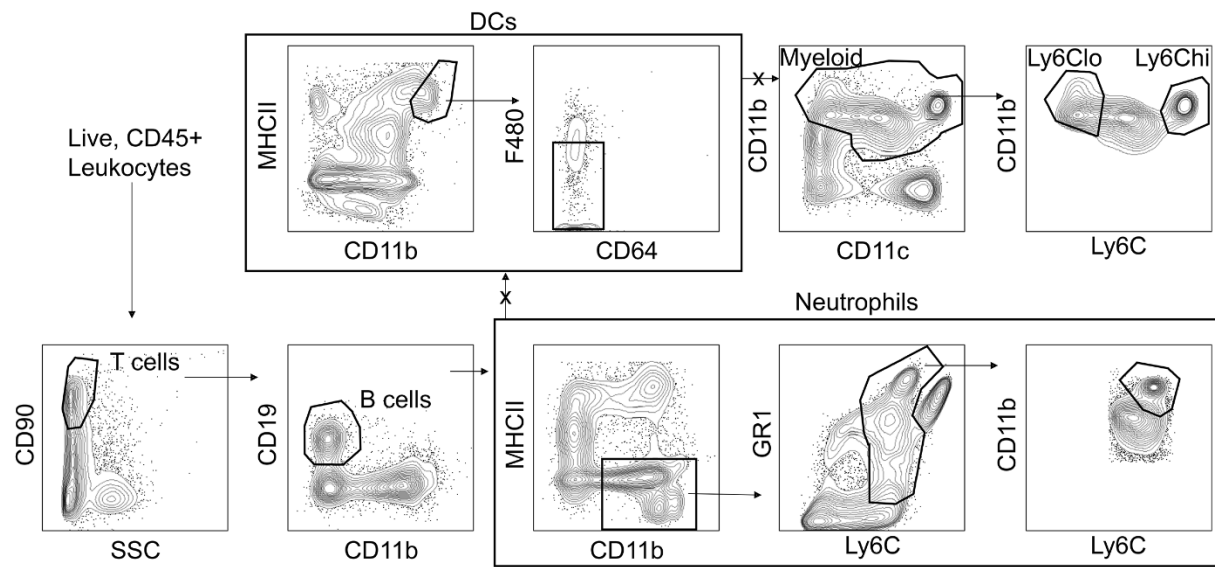 DCs
MHCII
CD11b
F480
CD64
x
Myeloid
CD11b
CD11c
Ly6Clo
Ly6Chi
CD11b
Ly6C
Live, CD45+
Leukocytes
x
Neutrophils
CD90
T cells
SSC
CD19
B cells
CD11b
MHCII
CD11b
GR1
Ly6C
CD11b
Ly6C